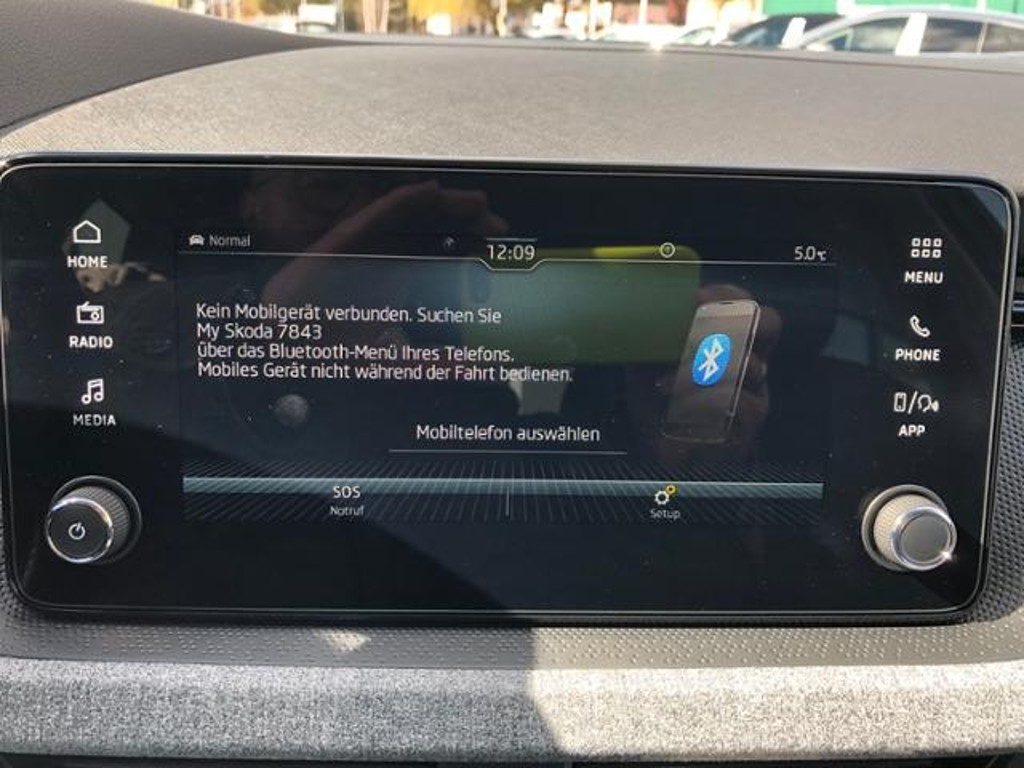 Normal
12:09
5.0°C
HOME
RADIO
MEDIA
Kein Mobilgerät verbunden. Suchen Sie
My Skoda 7843
über das Bluetooth-Menü Ihres Telefons.
Mobiles Gerät nicht während der Fahrt bedienen.
Mobiltelefon auswählen
SOS
Notruf
Setup
MENU
PHONE
APP